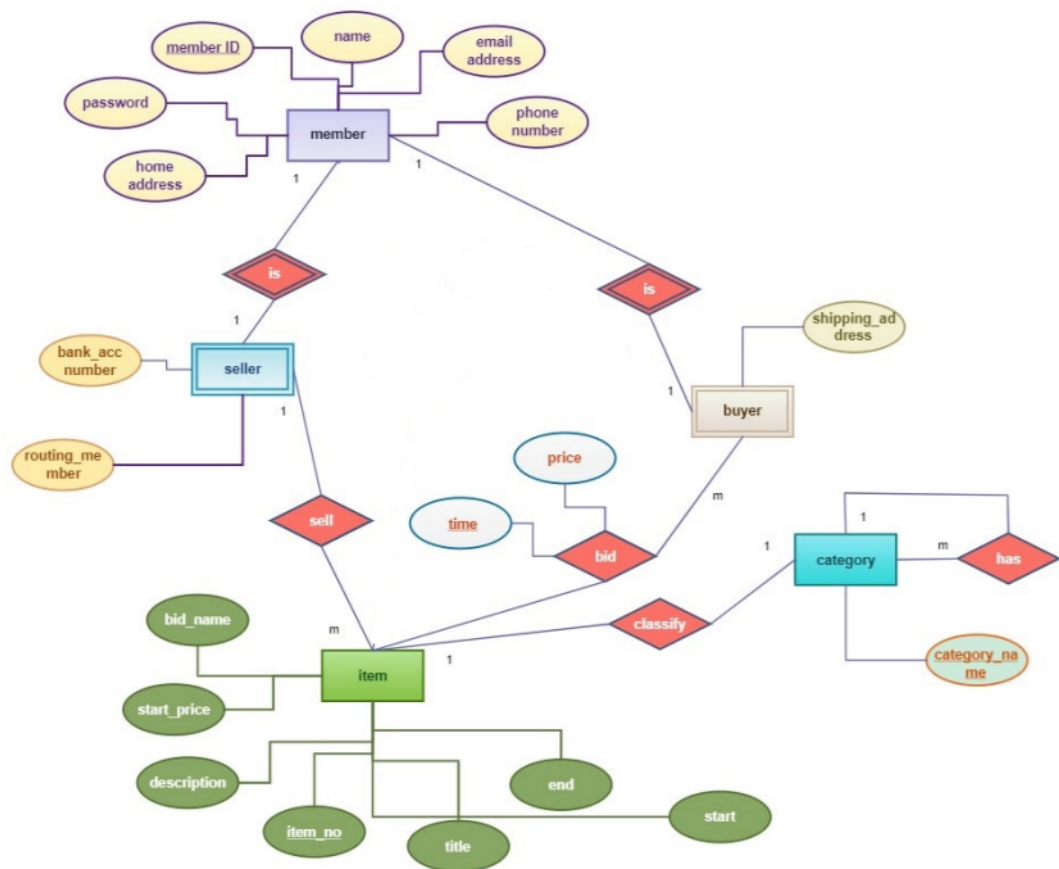 name
member ID
email
address
password
phone
number
member
home
address
1
1
is
is
1
shipping_ad
dress
bank_acc
number
seller
1
1
buyer
routing_me
mber
price
m
time
sell
bid
1
1
category
m
has
classify
bid_name
m
1
item
category_na
me
start_price
description
end
item_no
title
start